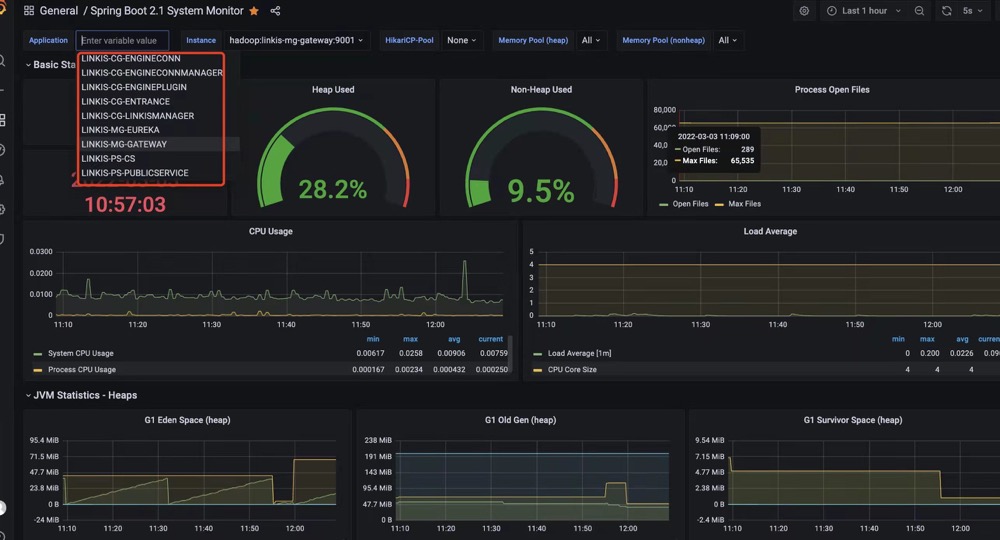 General / Spring Boot 2.1 System Monitor
Last 1 hour
5s
Application
Enter variable value
Instance
hadoop:linkis-mg-gateway:9001
HikariCP-Pool
None
Memory Pool (heap)
All
Memory Pool (nonheap)
All
Basic Sta
LINKIS-CG-ENGINECONN
LINKIS-CG-ENGINECONNMANAGER
LINKIS-CG-ENGINEPLUGIN
LINKIS-CG-ENTRANCE
LINKIS-CG-LINKISMANAGER
LINKIS-MG-EUREKA
LINKIS-MG-GATEWAY
LINKIS-PS-CS
LINKIS-PS-PUBLICSERVICE
10:57:03
Heap Used
28.2%
Non-Heap Used
9.5%
Process Open Files
80,000
60,0
20,0
0
2022-03-03 11:09:00
Open Files: 289
Max Files: 65,535
11:10 11:20 11:30 11:40 11:50 12:00
Open Files Max Files
CPU Usage
0.0300
0.0200
0.0100
0
11:10 11:20 11:30 11:40 11:50 12:00
min max avg current
System CPU Usage 0.00617 0.0258 0.00906 0.00759
Process CPU Usage 0.000167 0.00234 0.000432 0.000250
Load Average
5
4
3
2
1
0
11:10 11:20 11:30 11:40 11:50 12:00
min max avg current
Load Average [1m] 0 0.200 0.0226
CPU Core Size 4 4 4
JVM Statistics - Heaps
G1 Eden Space (heap)
95.4 MiB
71.5 MiB
47.7 MiB
23.8 MiB
0 B
-24 MiB
11:10 11:20 11:30 11:40 11:50 12:00
G1 Old Gen (heap)
238 MiB
191 MiB
143 MiB
95.4 MiB
47.7 MiB
0 B
11:10 11:20 11:30 11:40 11:50 12:00
G1 Survivor Space (heap)
9.54 MiB
7.15 MiB
4.77 MiB
2.38 MiB
0 B
-2.4 MiB
11:10 11:20 11:30 11:40 11:50 12:00